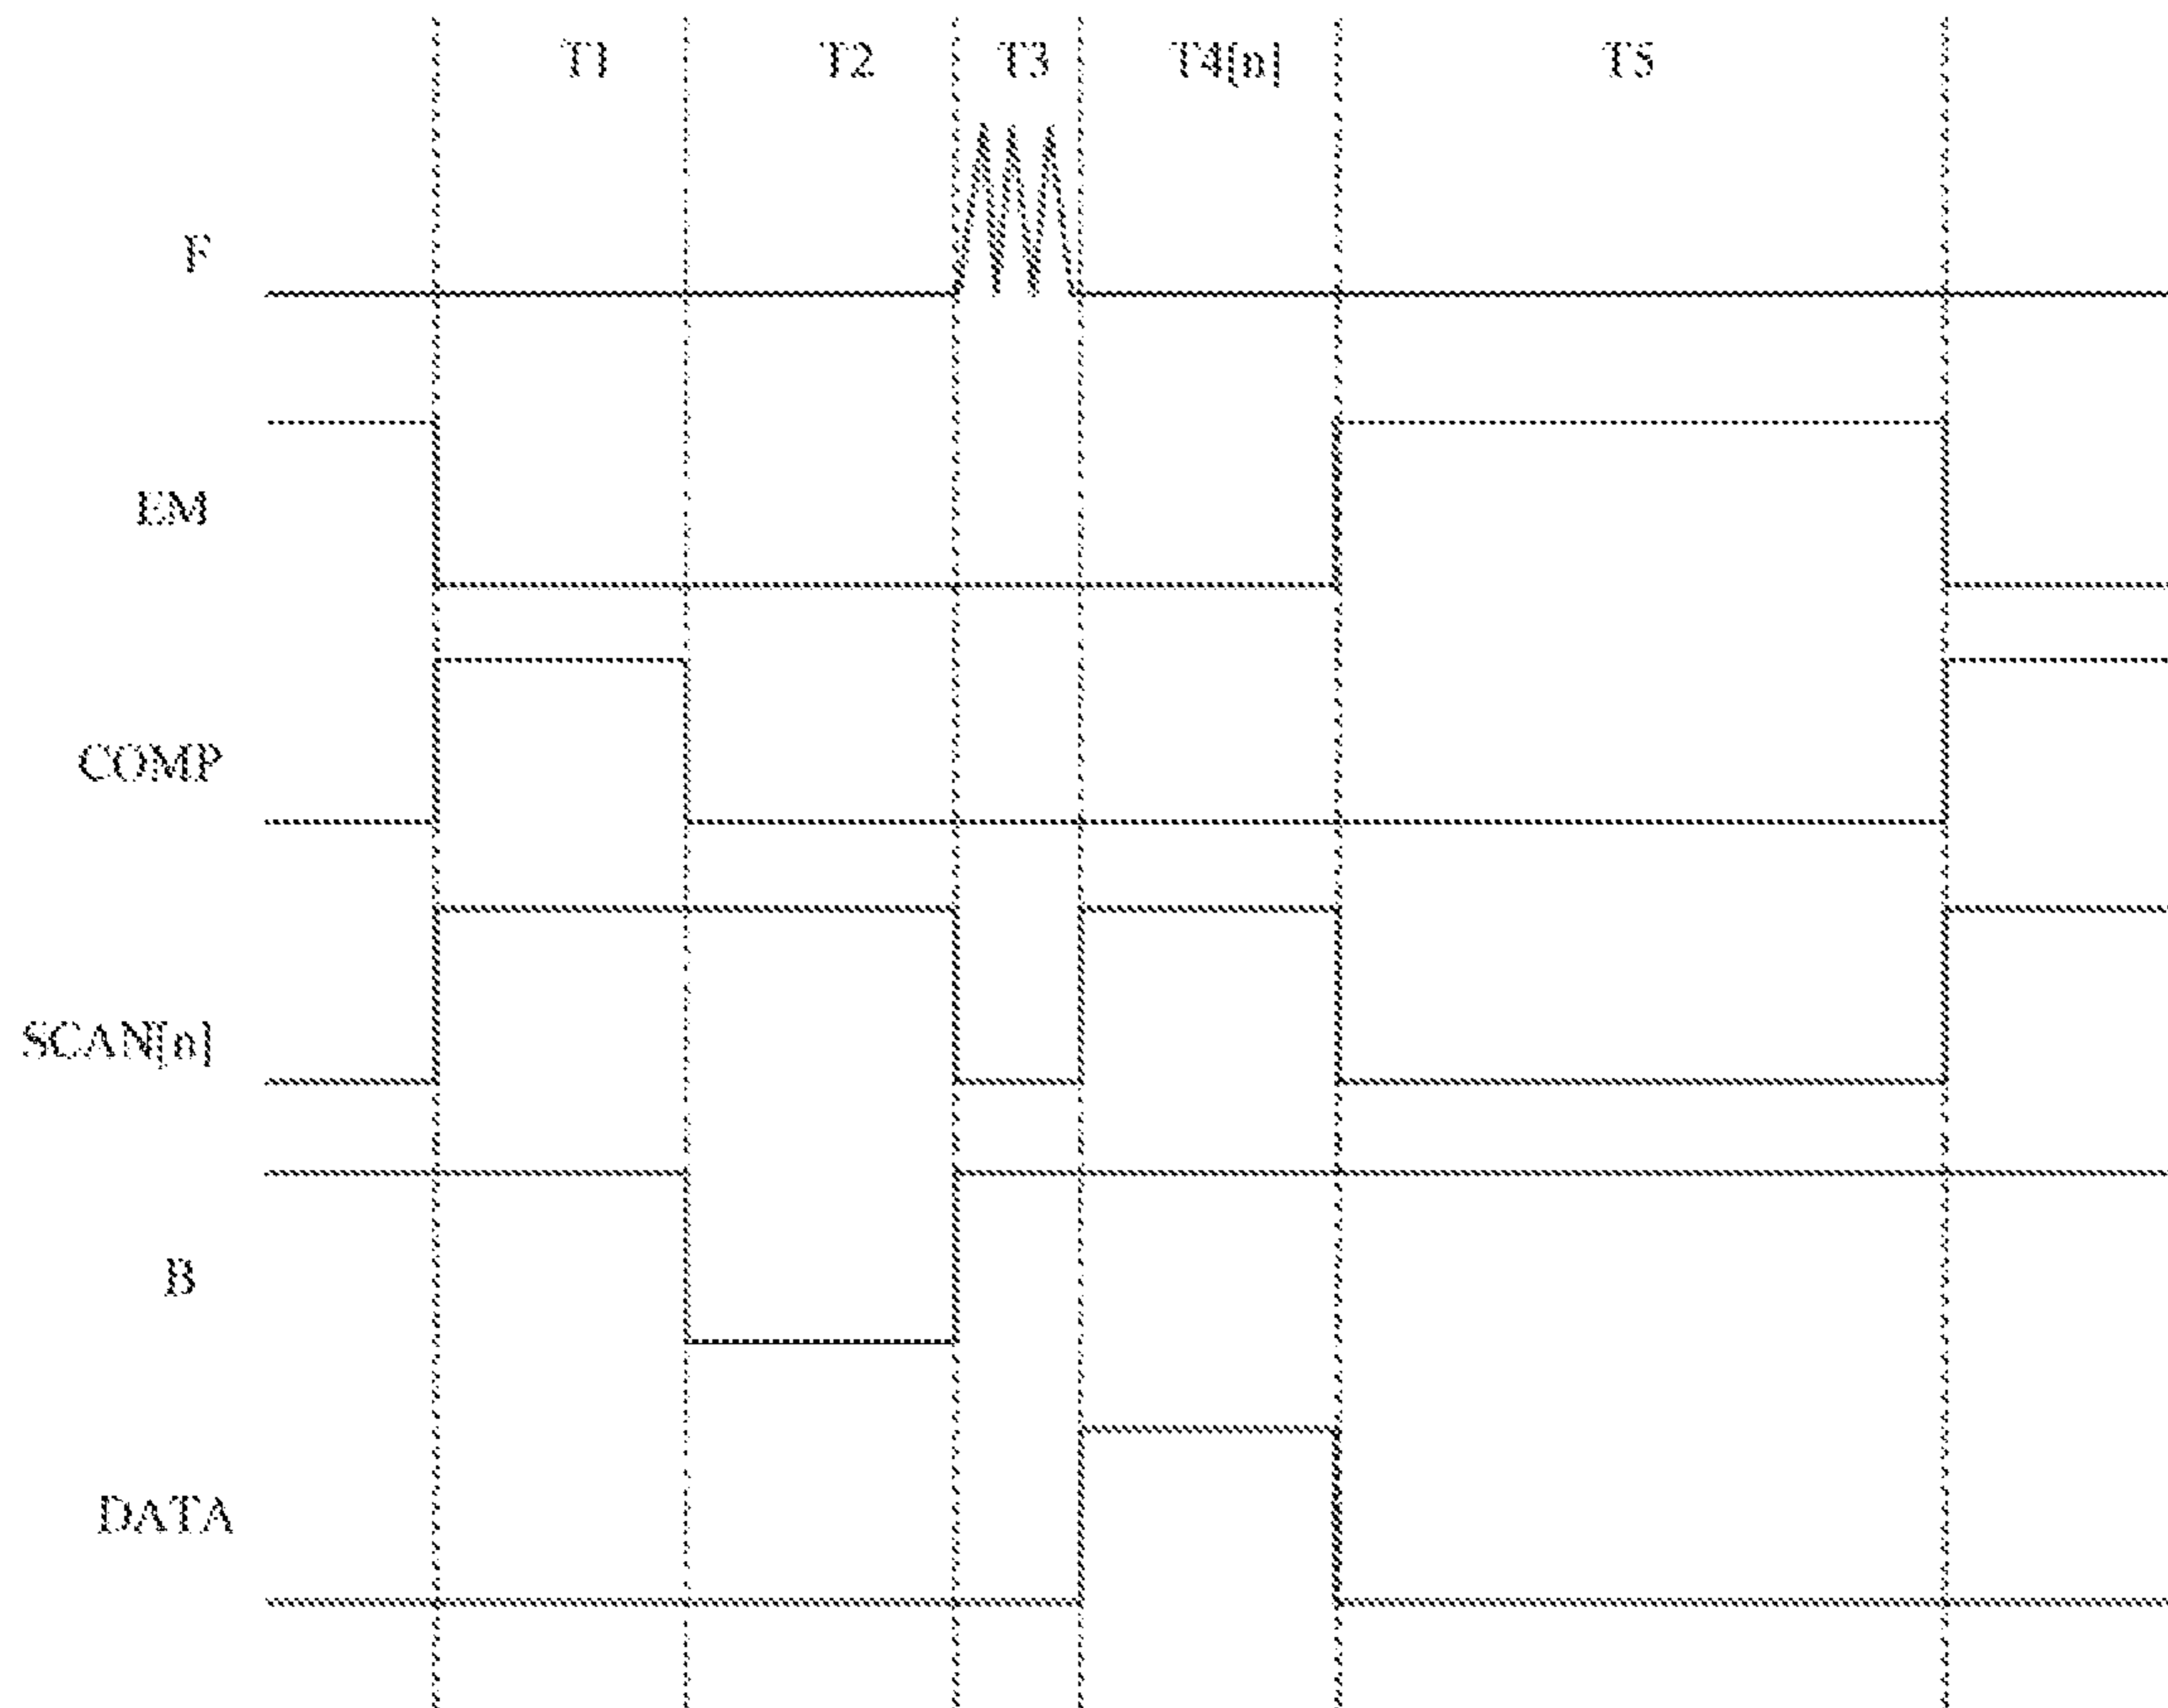 T1 T2 T3 T4[n] T5
F
EM
COMP
SCAN[n]
B
DATA